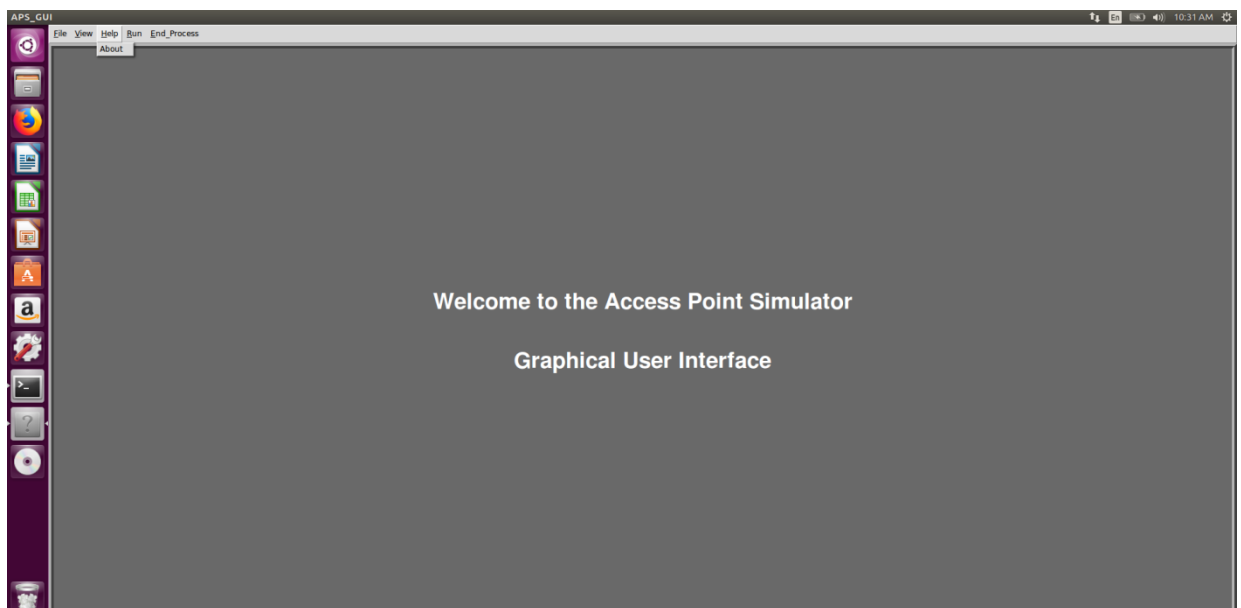 APS_GUI
En 10:31 AM
File View Help Run End_Process
About
Welcome to the Access Point Simulator
Graphical User Interface